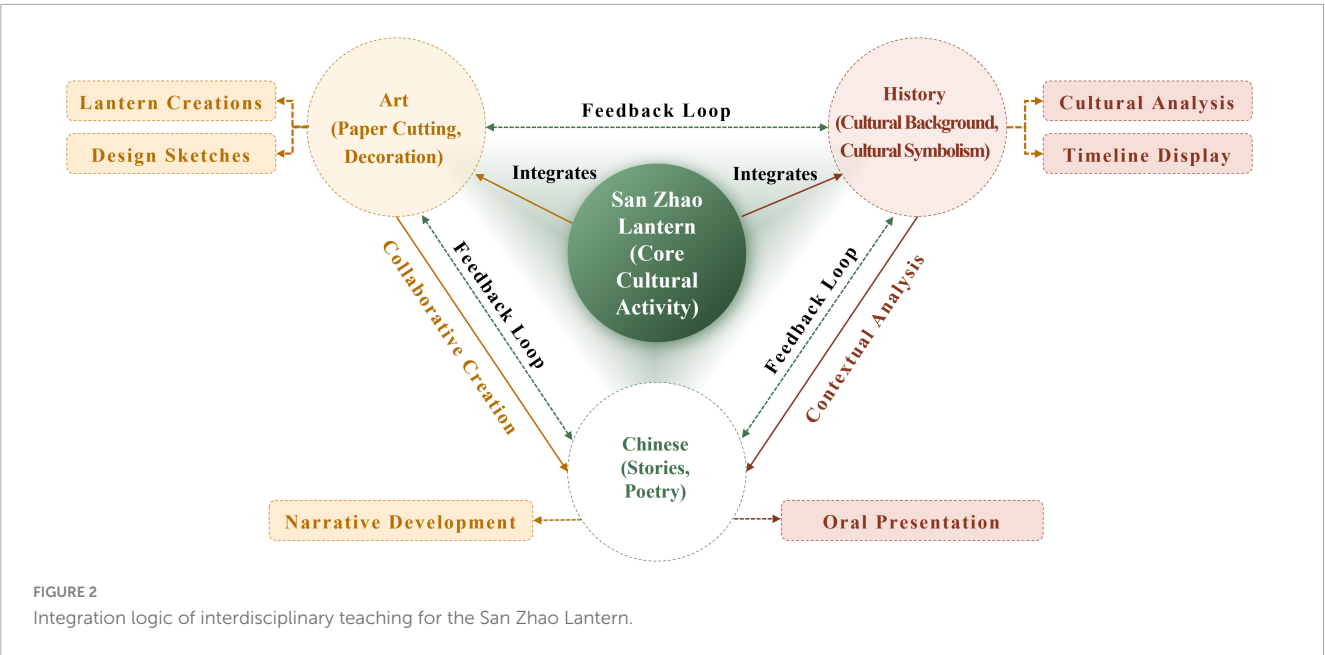 Art
(Paper Cutting,
Decoration)
Lantern Creations
Design Sketches
Feedback Loop
History
(Cultural Background,
Cultural Symbolism)
Cultural Analysis
Timeline Display
Integrates
Integrates
San Zhao
Lantern
(Core
Cultural
Activity)
Collaborative Creation
Feedback Loop
Feedback Loop
Contextual Analysis
Chinese
(Stories,
Poetry)
Narrative Development
Oral Presentation
FIGURE 2
Integration logic of interdisciplinary teaching for the San Zhao Lantern.